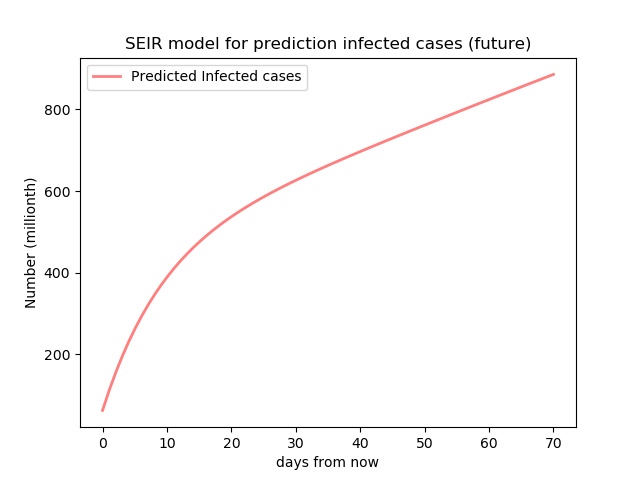 SEIR model for prediction infected cases (future)
Predicted Infected cases
800
600
400
200
Number (millionth)
0 10 20 30 40 50 60 70
days from now